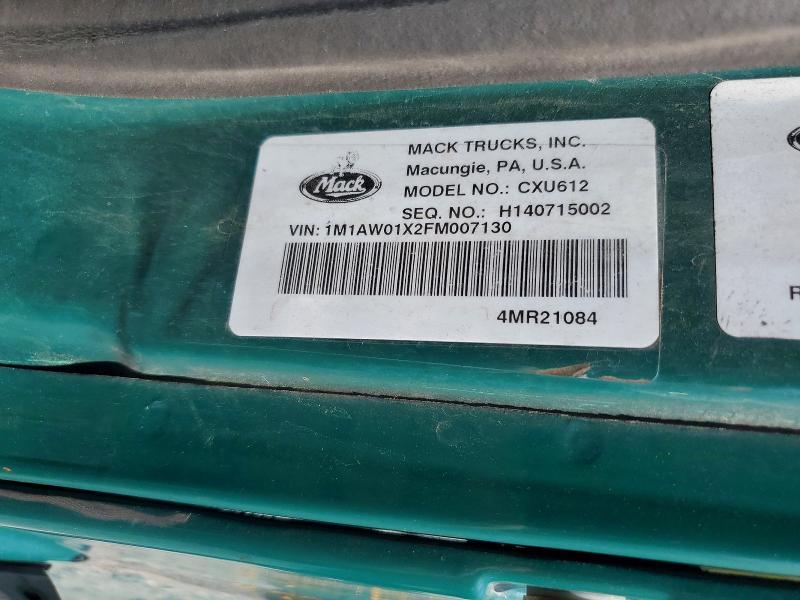 MACK TRUCKS, INC.
Macungie, PA, U.S.A.
Mack
MODEL NO.: CXU612
SEQ. NO.: H140715002
VIN: 1M1AW01X2FM007130
4MR21084
R